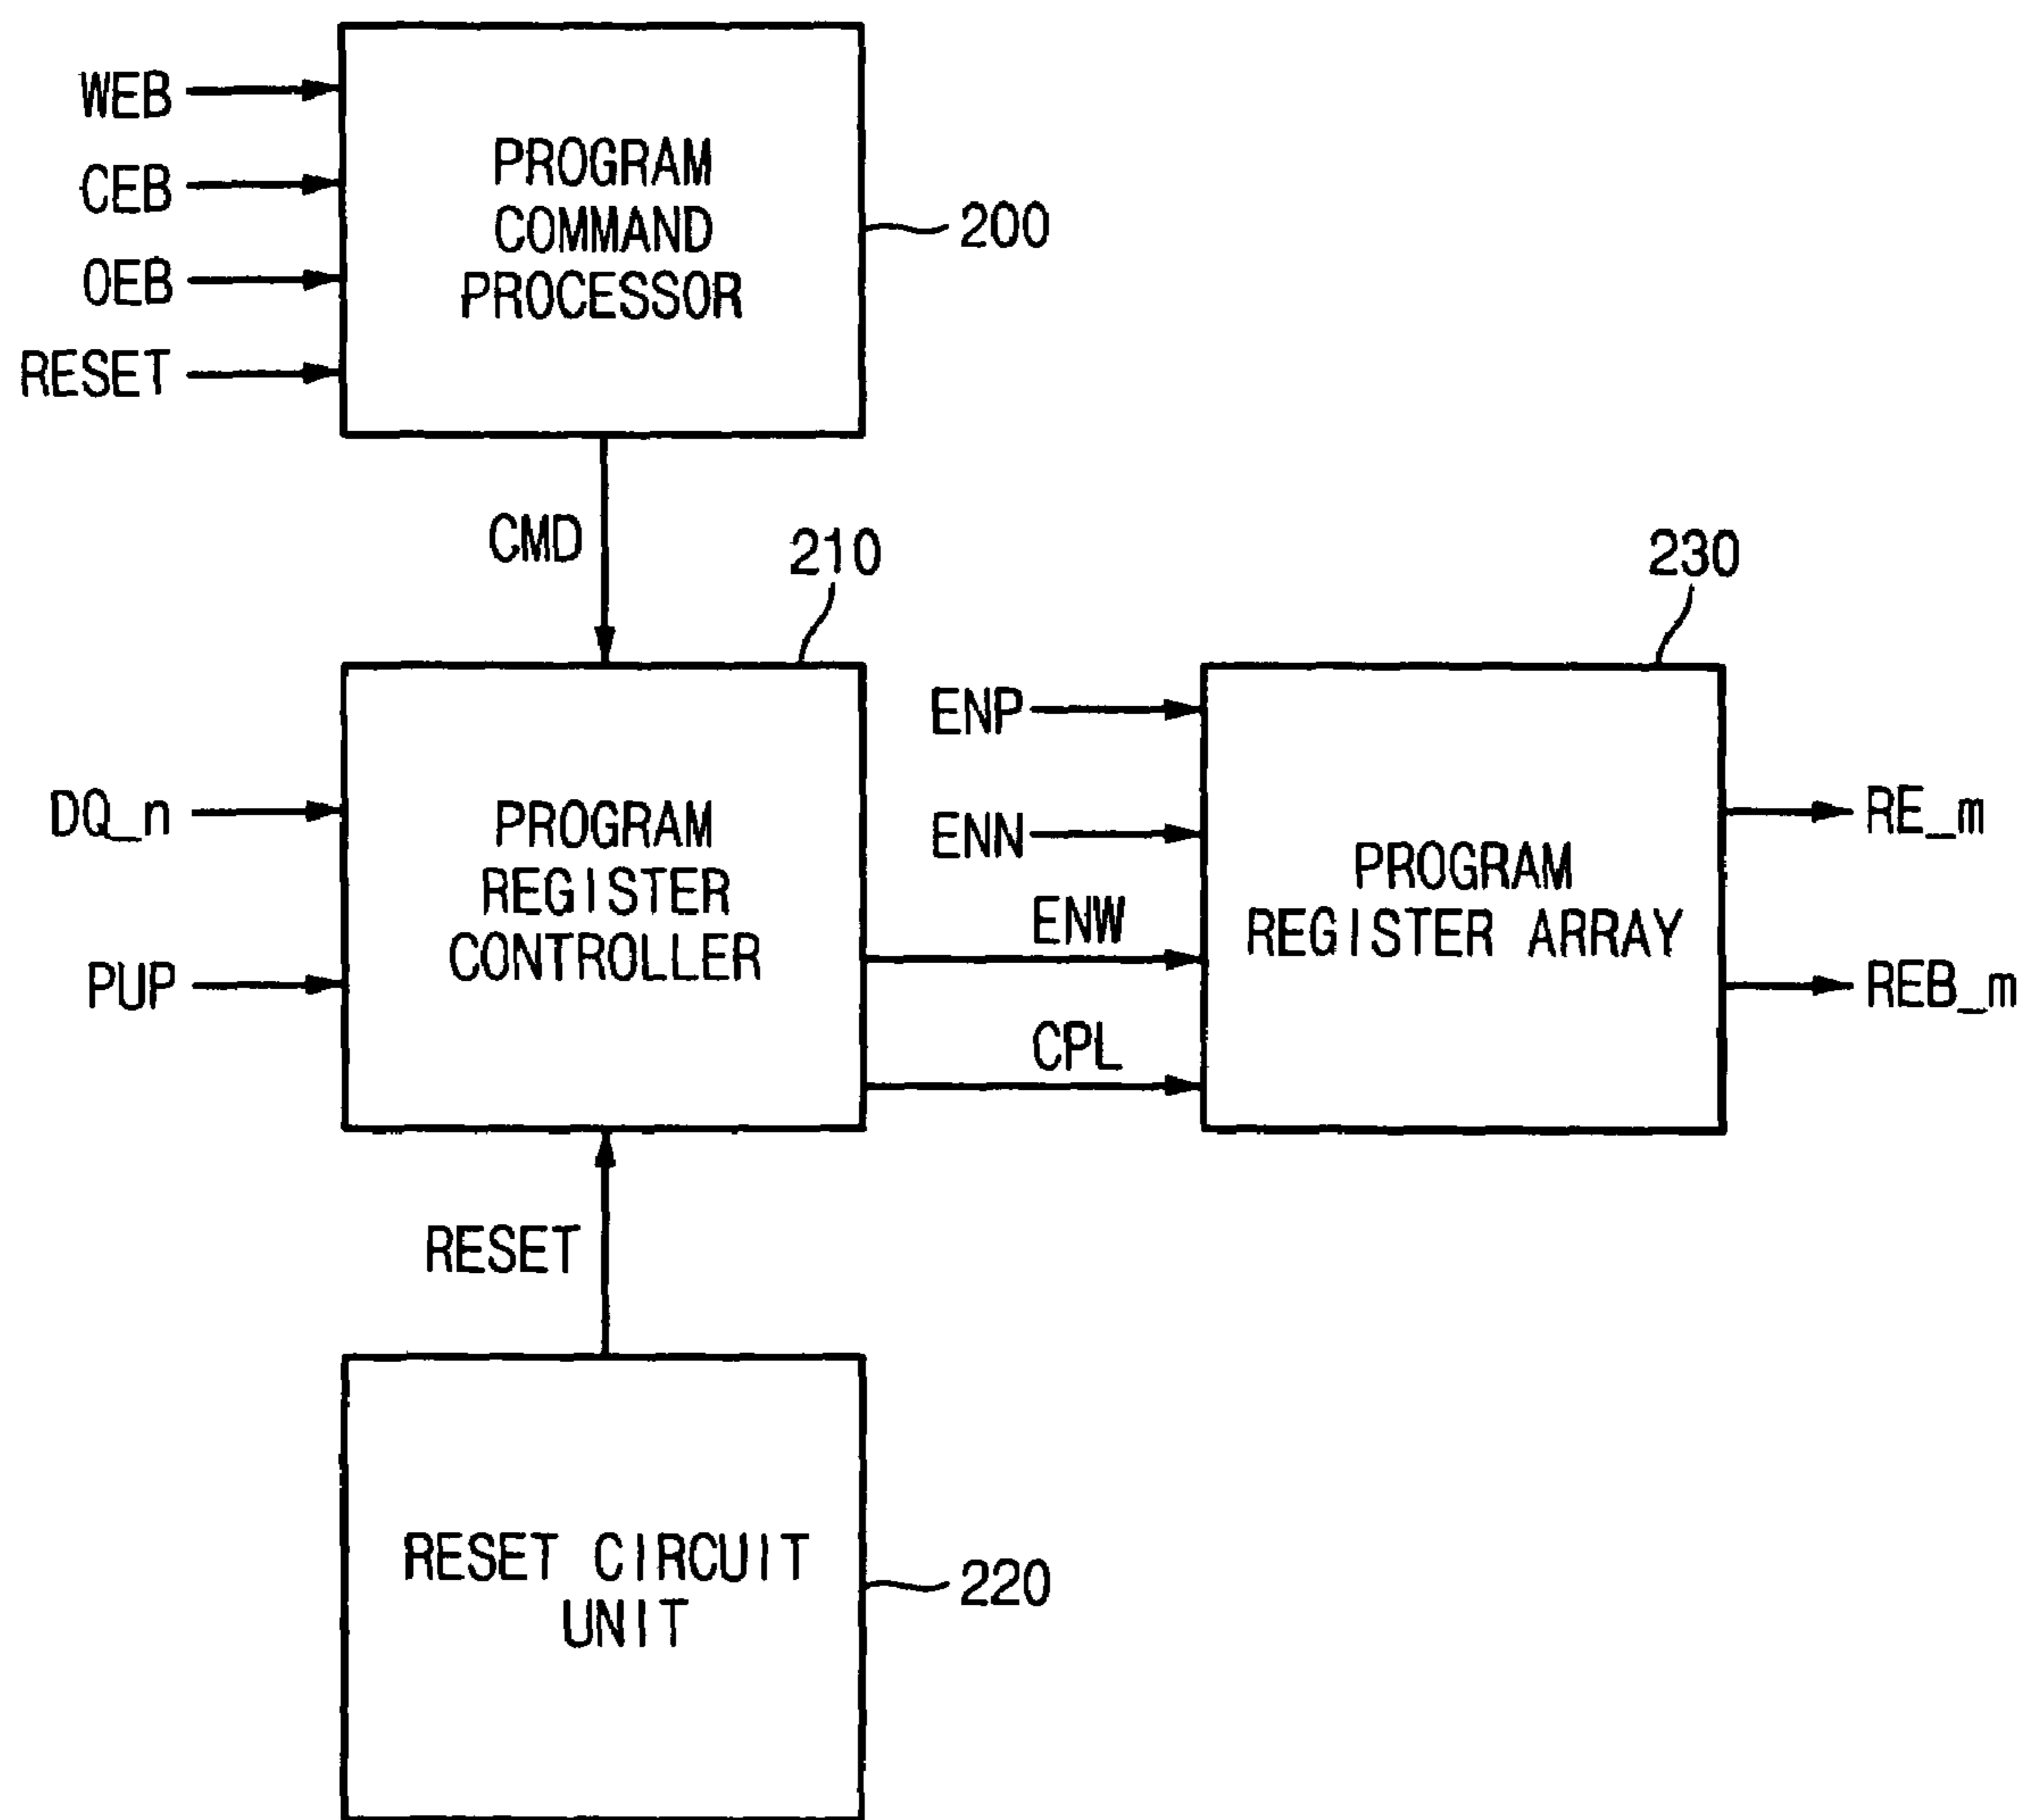 WEB
CEB
OEB
RESET
PROGRAM
COMMAND
PROCESSOR
200
CMD
210
230
DQ_n
PUP
PROGRAM
REGISTER
CONTROLLER
ENP
ENN
ENW
CPL
PROGRAM
REGISTER ARRAY
RE_m
REB_m
RESET
RESET CIRCUIT
UNIT
220